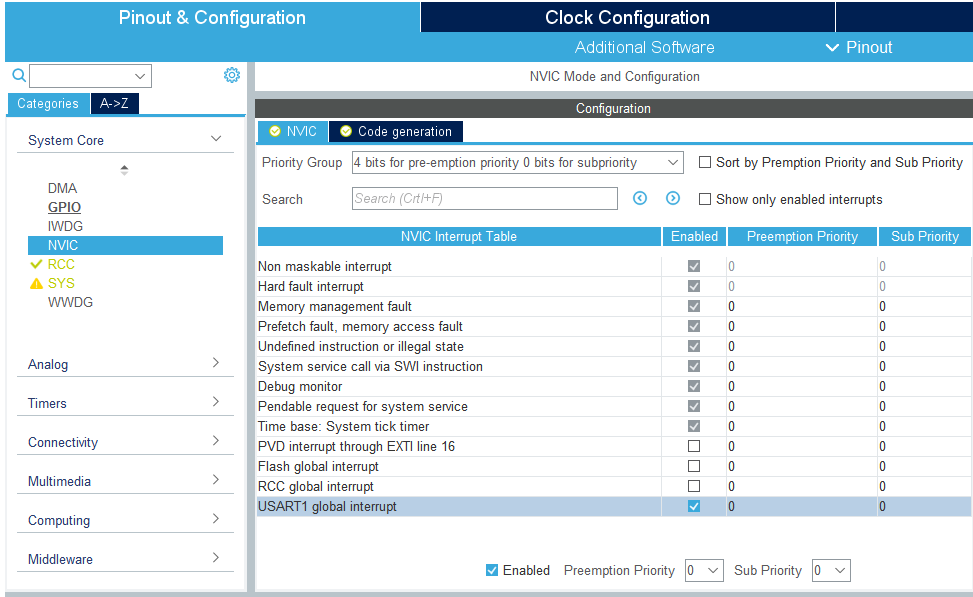 Pinout & Configuration
Clock Configuration
Additional Software
Pinout
Categories
A->Z
System Core
DMA
GPIO
IWDG
NVIC
RCC
SYS
WWDG
Analog
Timers
Connectivity
Multimedia
Computing
Middleware
NVIC Mode and Configuration
Configuration
NVIC
Code generation
Priority Group 4 bits for pre-emption priority 0 bits for subpriority
Sort by Premption Priority and Sub Priority
Search Search (Crtl+F)
Show only enabled interrupts
NVIC Interrupt Table Enabled Preemption Priority Sub Priority
Non maskable interrupt 0 0
Hard fault interrupt 0 0
Memory management fault 0 0
Prefetch fault, memory access fault 0 0
Undefined instruction or illegal state 0 0
System service call via SWI instruction 0 0
Debug monitor 0 0
Pendable request for system service 0 0
Time base: System tick timer 0 0
PVD interrupt through EXTI line 16 0 0
Flash global interrupt 0 0
RCC global interrupt 0 0
USART1 global interrupt 0 0
Enabled Preemption Priority 0 Sub Priority 0